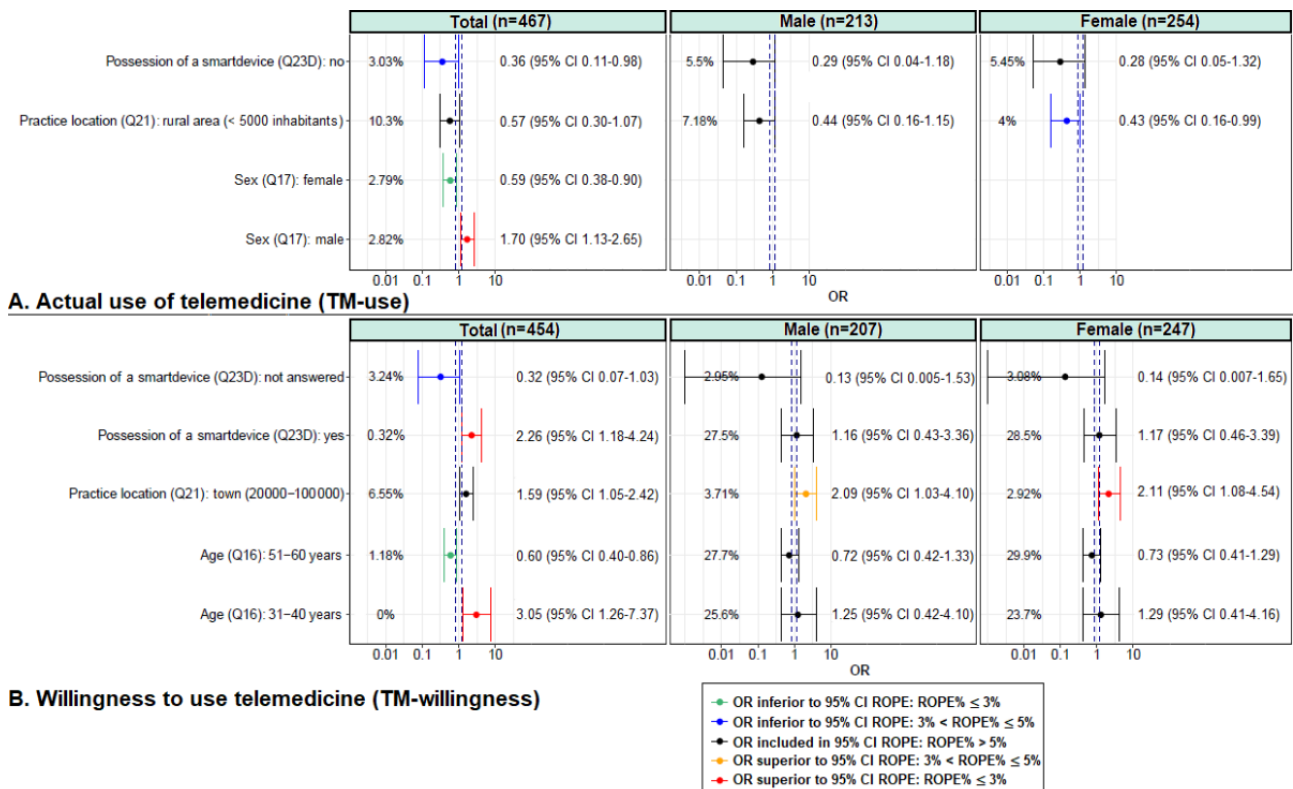 Total (n=467) Male (n=213) Female (n=254)
Possession of a smartdevice (Q23D): no 3.03% 0.36 (95% CI 0.11-0.98) 5.5% 0.29 (95% CI 0.04-1.18) 5.45% 0.28 (95% CI 0.05-1.32)
Practice location (Q21): rural area (< 5000 inhabitants) 10.3% 0.57 (95% CI 0.30-1.07) 7.18% 0.44 (95% CI 0.16-1.15) 4% 0.43 (95% CI 0.16-0.99)
Sex (Q17): female 2.79% 0.59 (95% CI 0.38-0.90)
Sex (Q17): male 2.82% 1.70 (95% CI 1.13-2.65)
0.01 0.1 1 10 0.01 0.1 1 10 0.01 0.1 1 10
OR
A. Actual use of telemedicine (TM-use)
Total (n=454) Male (n=207) Female (n=247)
Possession of a smartdevice (Q23D): not answered 3.24% 0.32 (95% CI 0.07-1.03) 2.95% 0.13 (95% CI 0.005-1.53) 3.08% 0.14 (95% CI 0.007-1.65)
Possession of a smartdevice (Q23D): yes 0.32% 2.26 (95% CI 1.18-4.24) 27.5% 1.16 (95% CI 0.43-3.36) 28.5% 1.17 (95% CI 0.46-3.39)
Practice location (Q21): town (20000−100000) 6.55% 1.59 (95% CI 1.05-2.42) 3.71% 2.09 (95% CI 1.03-4.10) 2.92% 2.11 (95% CI 1.08-4.54)
Age (Q16): 51−60 years 1.18% 0.60 (95% CI 0.40-0.86) 27.7% 0.72 (95% CI 0.42-1.33) 29.9% 0.73 (95% CI 0.41-1.29)
Age (Q16): 31−40 years 0% 3.05 (95% CI 1.26-7.37) 25.6% 1.25 (95% CI 0.42-4.10) 23.7% 1.29 (95% CI 0.41-4.16)
0.01 0.1 1 10 0.01 0.1 1 10 0.01 0.1 1 10
OR
B. Willingness to use telemedicine (TM-willingness)
OR inferior to 95% CI ROPE: ROPE% ≤ 3%
OR inferior to 95% CI ROPE: 3% < ROPE% ≤ 5%
OR included in 95% CI ROPE: ROPE% > 5%
OR superior to 95% CI ROPE: 3% < ROPE% ≤ 5%
OR superior to 95% CI ROPE: ROPE% ≤ 3%